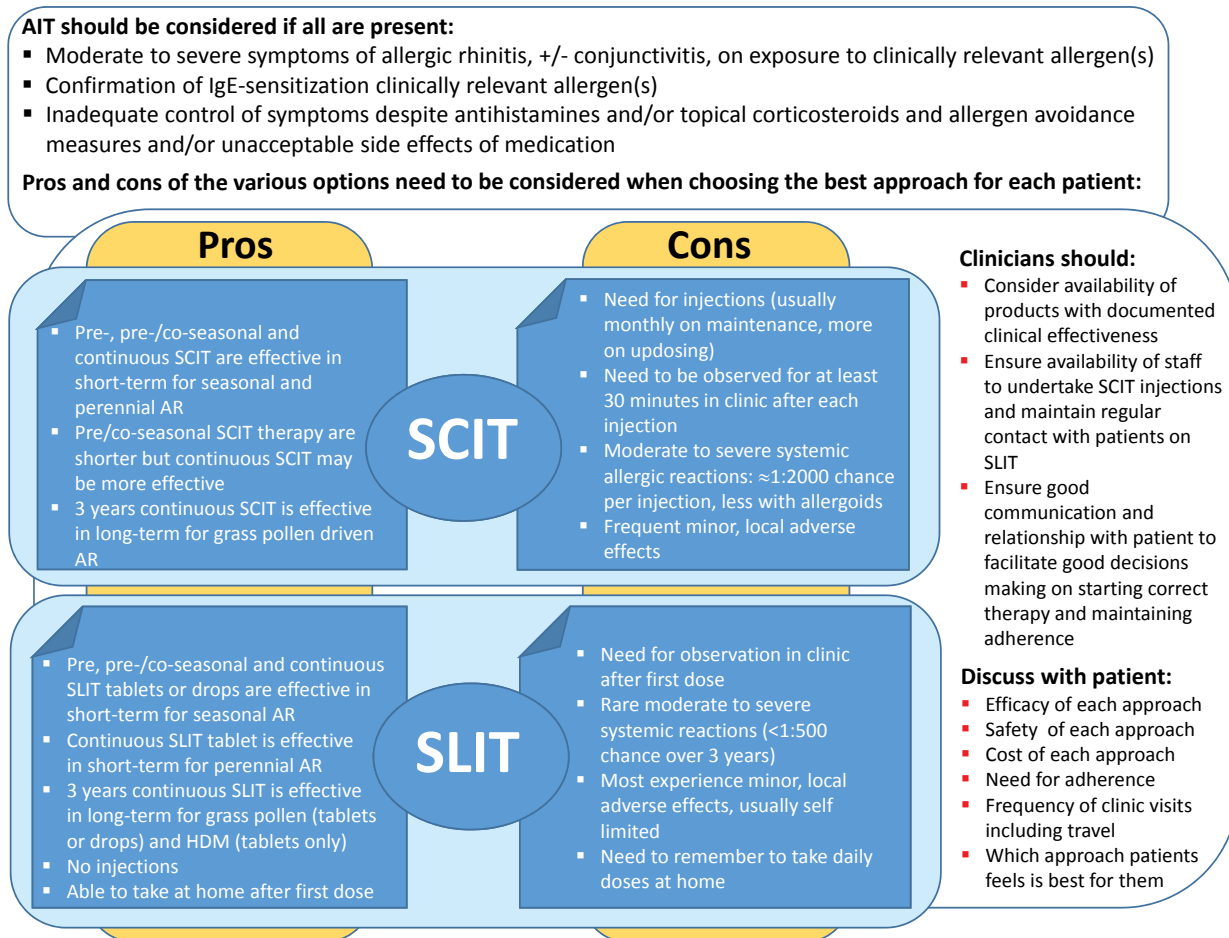 AIT should be considered if all are present:
▪ Moderate to severe symptoms of allergic rhinitis, +/- conjunctivitis, on exposure to clinically relevant allergen(s)
▪ Confirmation of IgE-sensitization clinically relevant allergen(s)
▪ Inadequate control of symptoms despite antihistamines and/or topical corticosteroids and allergen avoidance
measures and/or unacceptable side effects of medication
Pros and cons of the various options need to be considered when choosing the best approach for each patient:
Pros
Cons
▪ Pre-, pre-/co-seasonal and
continuous SCIT are effective in
short-term for seasonal and
perennial AR
▪ Pre/co-seasonal SCIT therapy are
shorter but continuous SCIT may
be more effective
▪ 3 years continuous SCIT is effective
in long-term for grass pollen driven
AR
SCIT
▪ Need for injections (usually
monthly on maintenance, more
on updosing)
▪ Need to be observed for at least
30 minutes in clinic after each
injection
▪ Moderate to severe systemic
allergic reactions: ≈1:2000 chance
per injection, less with allergoids
▪ Frequent minor, local adverse
effects
▪ Pre, pre-/co-seasonal and continuous
SLIT tablets or drops are effective in
short-term for seasonal AR
▪ Continuous SLIT tablet is effective
in short-term for perennial AR
▪ 3 years continuous SLIT is effective
in long-term for grass pollen (tablets
or drops) and HDM (tablets only)
▪ No injections
▪ Able to take at home after first dose
SLIT
▪ Need for observation in clinic
after first dose
▪ Rare moderate to severe
systemic reactions (<1:500
chance over 3 years)
▪ Most experience minor, local
adverse effects, usually self
limited
▪ Need to remember to take daily
doses at home
Clinicians should:
▪ Consider availability of
products with documented
clinical effectiveness
▪ Ensure availability of staff
to undertake SCIT injections
and maintain regular
contact with patients on
SLIT
▪ Ensure good
communication and
relationship with patient to
facilitate good decisions
making on starting correct
therapy and maintaining
adherence
Discuss with patient:
▪ Efficacy of each approach
▪ Safety of each approach
▪ Cost of each approach
▪ Need for adherence
▪ Frequency of clinic visits
including travel
▪ Which approach patients
feels is best for them